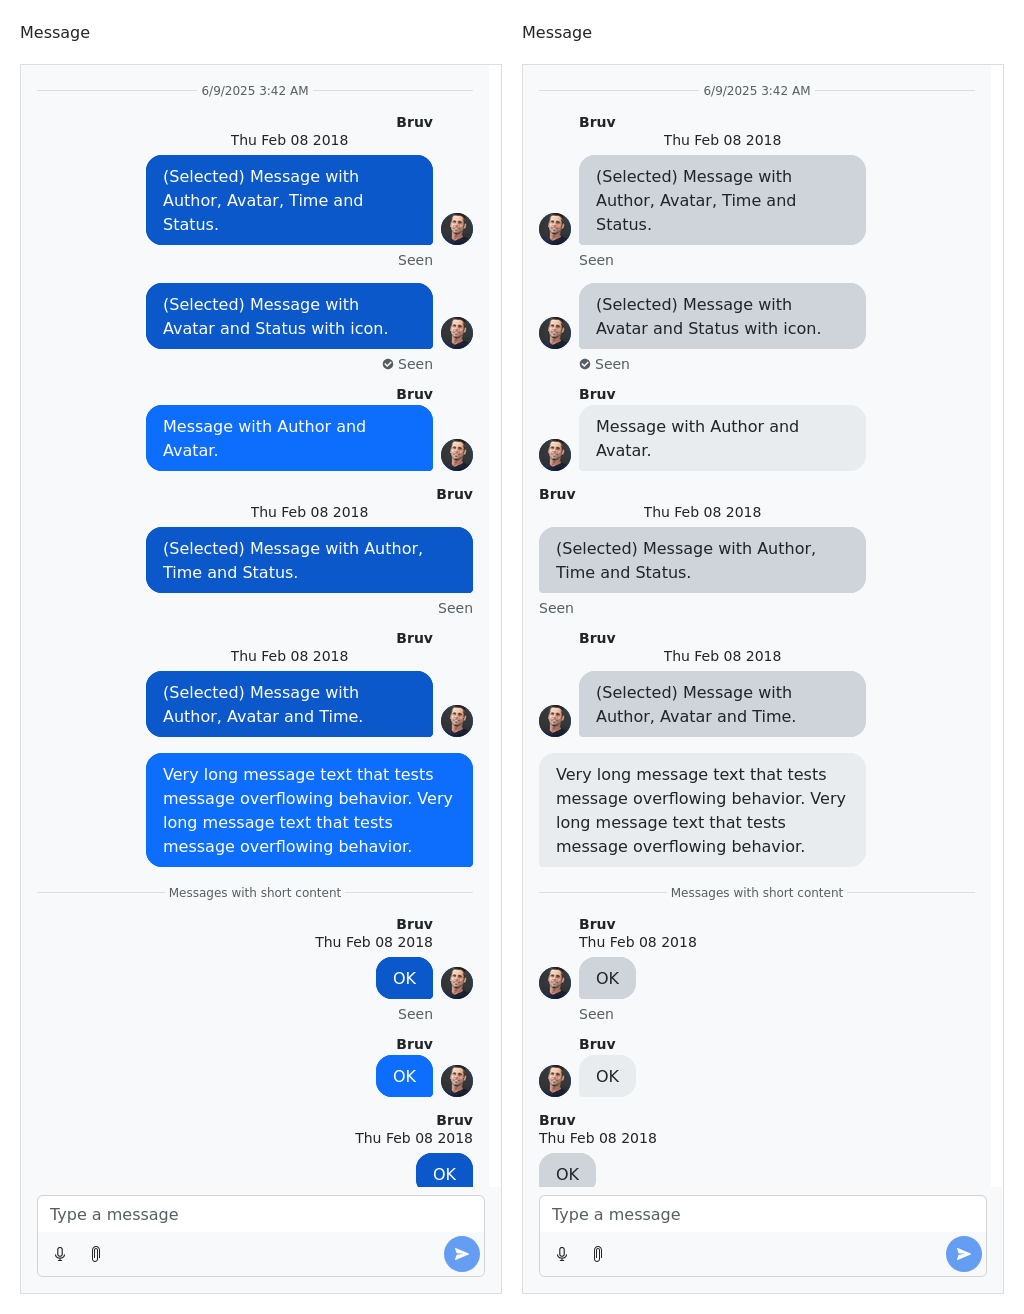 Message
6/9/2025 3:42 AM
Bruv
Thu Feb 08 2018
(Selected) Message with
Author, Avatar, Time and
Status.
Seen
(Selected) Message with
Avatar and Status with icon.
Seen
Bruv
Message with Author and
Avatar.
Bruv
Thu Feb 08 2018
(Selected) Message with Author,
Time and Status.
Seen
Bruv
Thu Feb 08 2018
(Selected) Message with
Author, Avatar and Time.
Very long message text that tests
message overflowing behavior. Very
long message text that tests
message overflowing behavior.
Messages with short content
Bruv
Thu Feb 08 2018
OK
Seen
Bruv
OK
Bruv
Thu Feb 08 2018
OK
Type a message
Message
6/9/2025 3:42 AM
Bruv
Thu Feb 08 2018
(Selected) Message with
Author, Avatar, Time and
Status.
Seen
(Selected) Message with
Avatar and Status with icon.
Seen
Bruv
Message with Author and
Avatar.
Bruv
Thu Feb 08 2018
(Selected) Message with Author,
Time and Status.
Seen
Bruv
Thu Feb 08 2018
(Selected) Message with
Author, Avatar and Time.
Very long message text that tests
message overflowing behavior. Very
long message text that tests
message overflowing behavior.
Messages with short content
Bruv
Thu Feb 08 2018
OK
Seen
Bruv
OK
Bruv
Thu Feb 08 2018
OK
Type a message